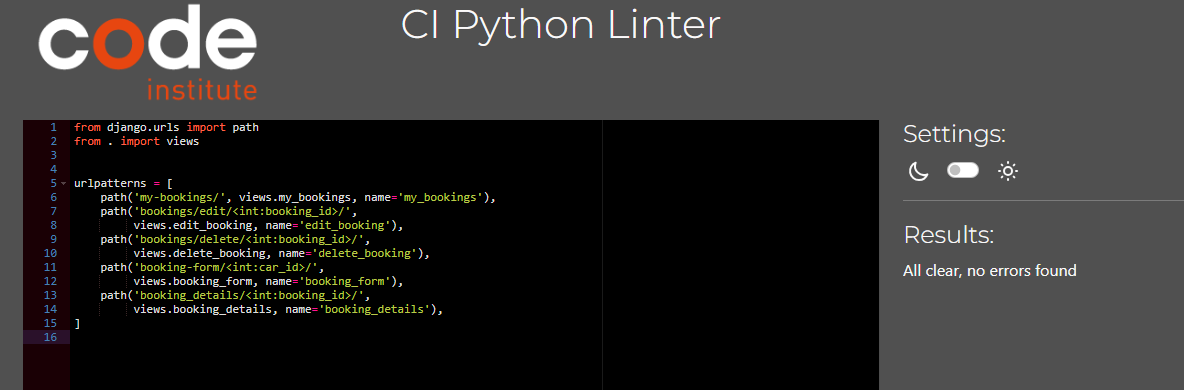 code
institute
CI Python Linter
1 from django.urls import path
2 from . import views
3
4
5 urlpatterns = [
6     path('my-bookings/', views.my_bookings, name='my_bookings'),
7     path('bookings/edit/<int:booking_id>/',
8          views.edit_booking, name='edit_booking'),
9     path('bookings/delete/<int:booking_id>/',
10         views.delete_booking, name='delete_booking'),
11    path('booking-form/<int:car_id>/',
12         views.booking_form, name='booking_form'),
13    path('booking_details/<int:booking_id>/',
14         views.booking_details, name='booking_details'),
15 ]
16
Settings:
Results:
All clear, no errors found